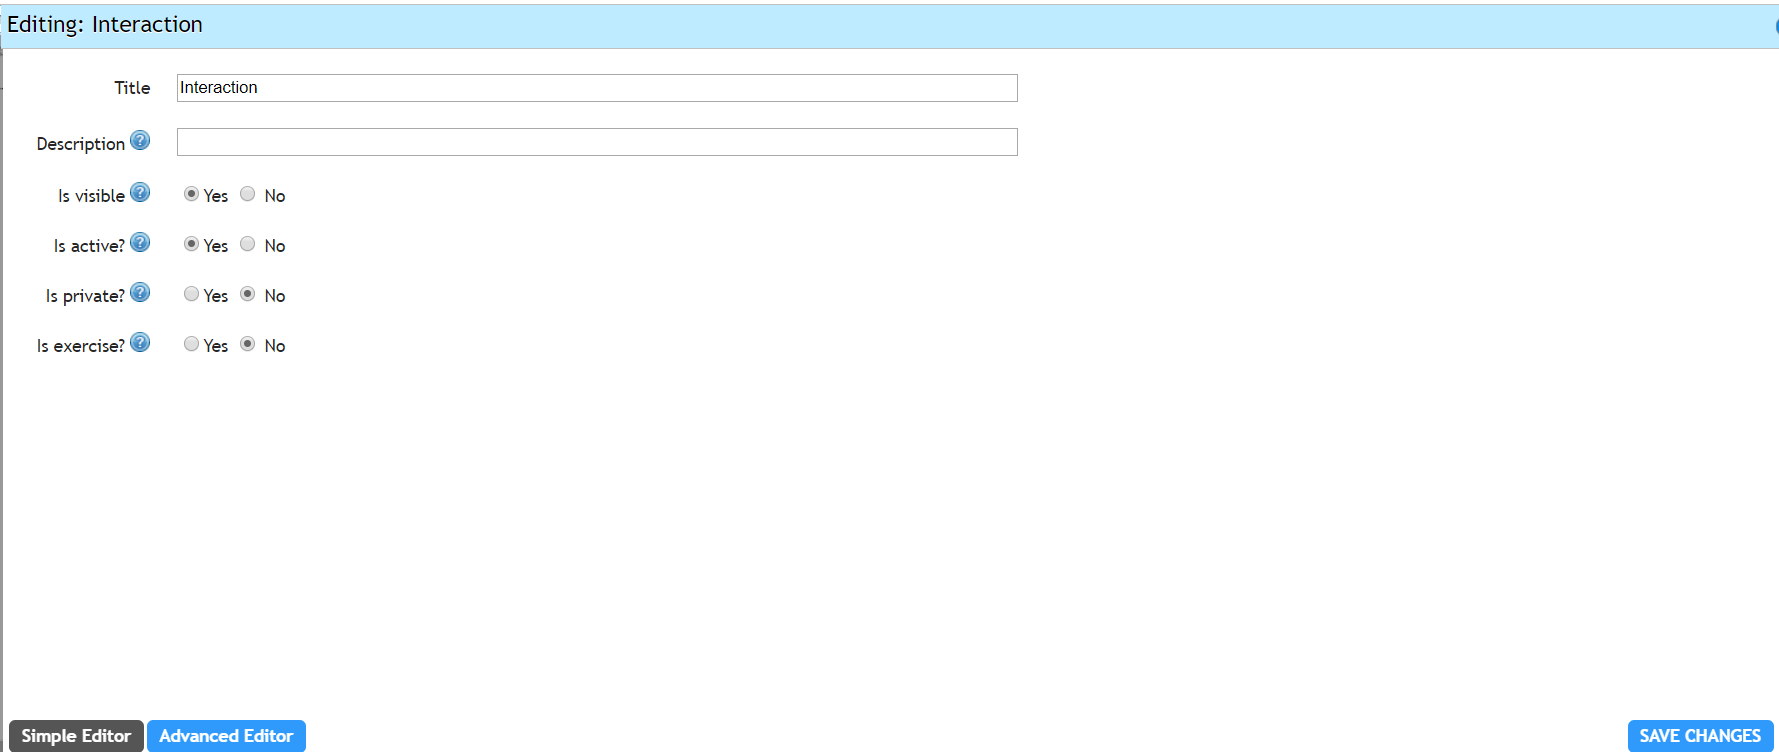 Editing: Interaction
Title Interaction
Description ?
Is visible ? Yes No
Is active? ? Yes No
Is private? ? Yes No
Is exercise? ? Yes No
Simple Editor Advanced Editor SAVE CHANGES